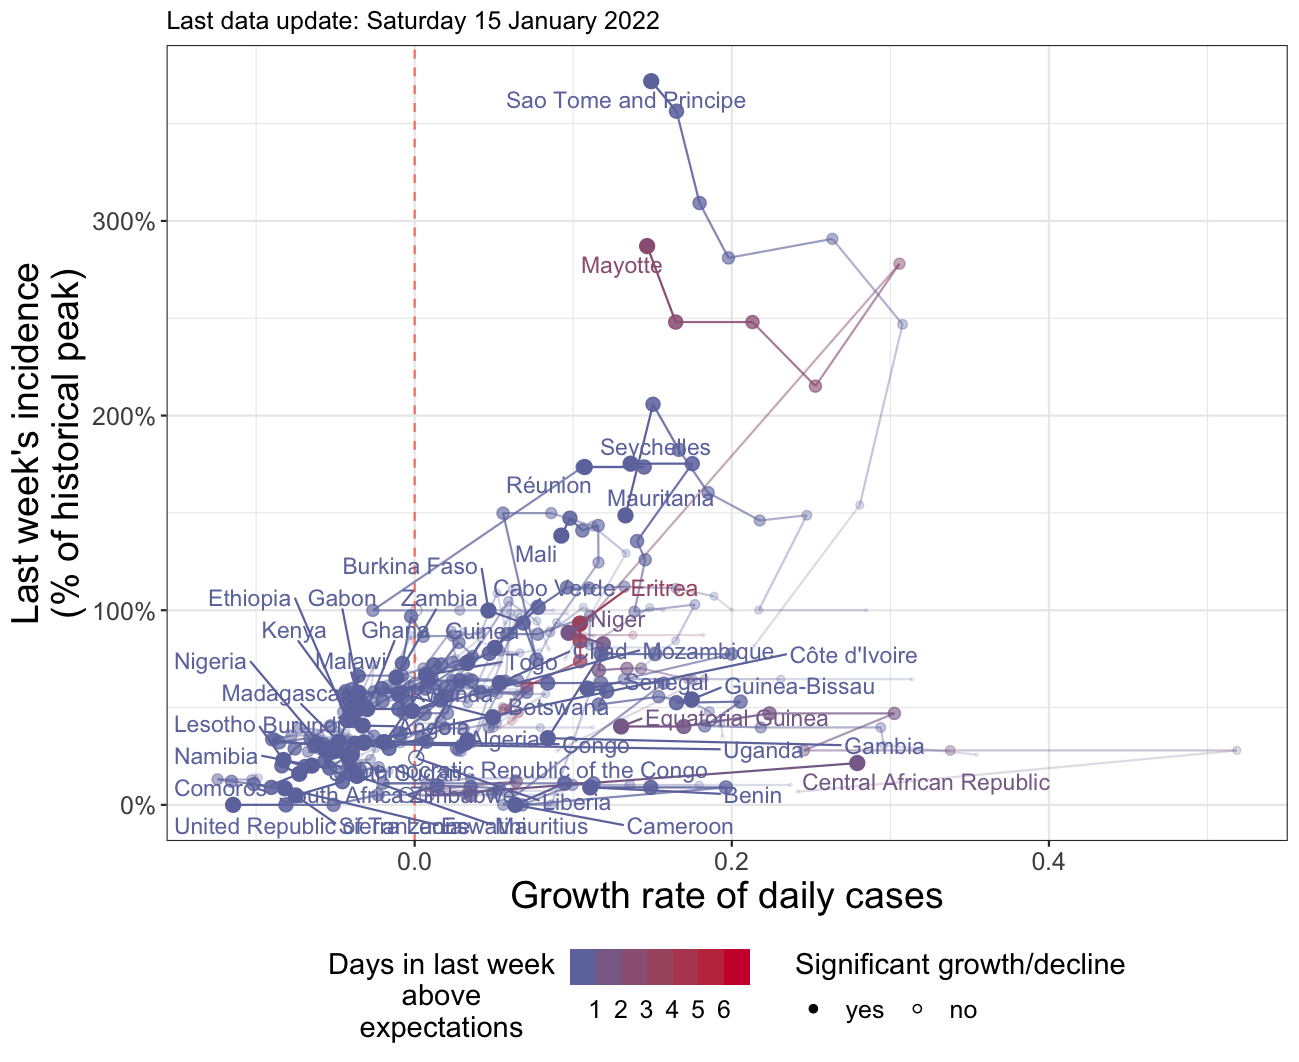 Last data update: Saturday 15 January 2022
Last week's incidence
(% of historical peak)
300%
200%
100%
0%
Sao Tome and Principe
Mayotte
Seychelles
Réunion
Mauritania
Mali
Burkina Faso
Cabo Verde
Eritrea
Ethiopia
Gabon
Zambia
Niger
Kenya
Ghana
Guinea
Nigeria
Malawi
Togo
Mozambique
Côte d'Ivoire
Madagascar
Senegal
Guinea-Bissau
Botswana
Lesotho
Burundi
Angola
Equatorial Guinea
Algeria
Congo
Uganda
Gambia
Namibia
Democratic Republic of the Congo
Central African Republic
Comoros
South Africa
Zimbabwe
Liberia
Benin
United Republic of Tanzania
Sierra Leone
Eswatini
Mauritius
Cameroon
0.0
0.2
0.4
Growth rate of daily cases
Days in last week
above
expectations
1 2 3 4 5 6
Significant growth/decline
yes
no